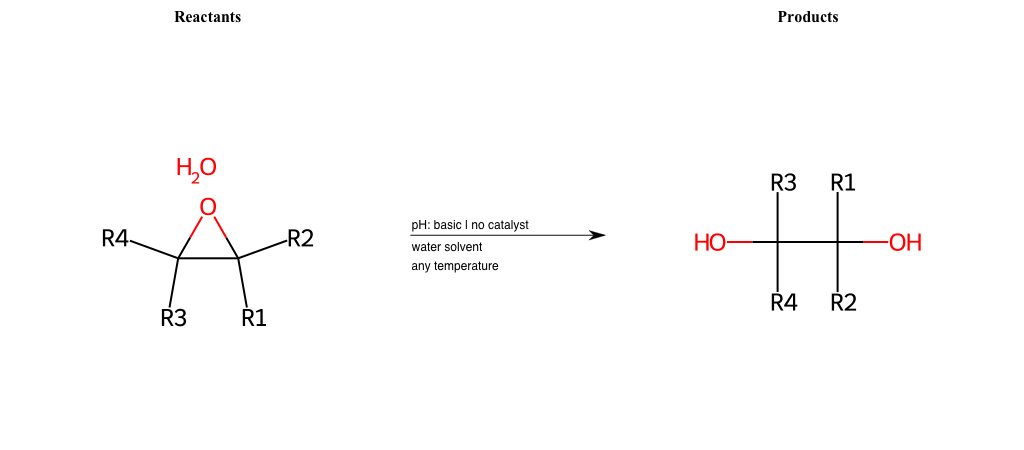 Reactants
Products
H2O
O
R4
R2
R3
R1
pH: basic | no catalyst
water solvent
any temperature
R3
R1
HO
OH
R4
R2